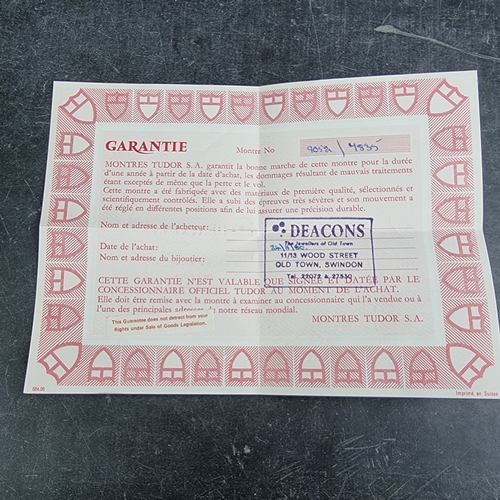 GARANTIE
Montre No 9052/ / 4835
MONTRES TUDOR S.A. garantit la bonne marche de cette montre pour la durée
d'une année à partir de la date d'achat, les dommages résultant de mauvais traitements
étant exceptés de même que la perte et le vol.
Cette montre a été fabriquée avec des matériaux de première qualité, sélectionnés et
scientifiquement contrôlés. Elle a subi des épreuves très sévères et son mouvement a
été réglé en différentes positions afin de lui assurer une précision durable.
Nom et adresse de l'acheteur:
Date de l'achat:
Nom et adresse du bijoutier:
DEACONS
The Jewellers of Old Town
11/13 WOOD STREET
OLD TOWN, SWINDON
Tel. 22072 & 27530
CETTE GARANTIE N'EST VALABLE QUE SIGNÉE ET DATÉE PAR LE
CONCESSIONNAIRE OFFICIEL TUDOR AU MOMENT DE L'ACHAT.
Elle doit être remise avec la montre à examiner au concessionnaire qui l'a vendue ou à
l'une des principales adresses de notre réseau mondial.
This Guarantee does not detract from your
Rights under Sale of Goods Legislation.
MONTRES TUDOR S.A.
Imprimé en Suisse